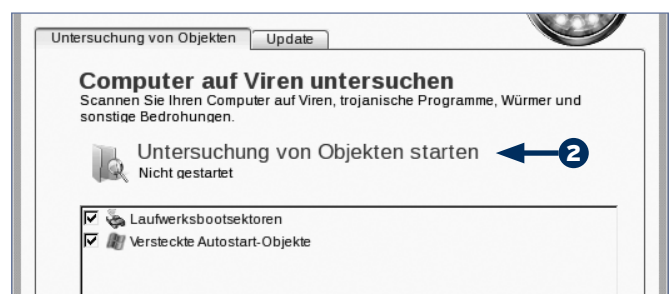 Untersuchung von Objekten
Update
Computer auf Viren untersuchen
Scannen Sie Ihren Computer auf Viren, trojanische Programme, Würmer und
sonstige Bedrohungen.
Untersuchung von Objekten starten
2
Nicht gestartet
Laufwerksbootsektoren
Versteckte Autostart-Objekte